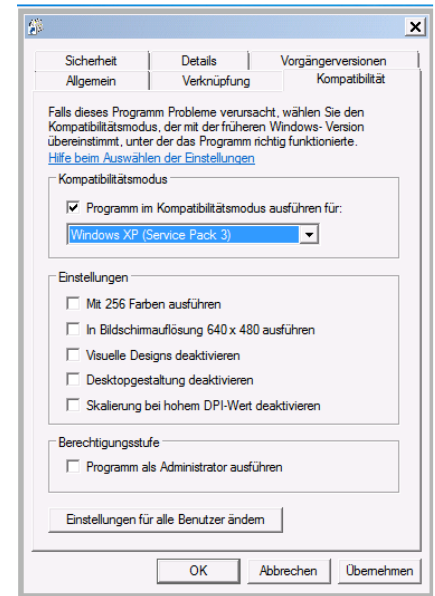 Sicherheit
Details
Vorgängerversionen
Allgemein
Verknüpfung
Kompatibilität
Falls dieses Programm Probleme verursacht, wählen Sie den
Kompatibilitätsmodus, der mit der früheren Windows- Version
übereinstimmt, unter der das Programm richtig funktionierte.
Hilfe beim Auswählen der Einstellungen
Kompatibilitätsmodus
Programm im Kompatibilitätsmodus ausführen für:
Windows XP (Service Pack 3)
Einstellungen
Mit 256 Farben ausführen
In Bildschirmauflösung 640 x 480 ausführen
Visuelle Designs deaktivieren
Desktopgestaltung deaktivieren
Skalierung bei hohem DPI-Wert deaktivieren
Berechtigungsstufe
Programm als Administrator ausführen
Einstellungen für alle Benutzer ändern
OK
Abbrechen
Übernehmen